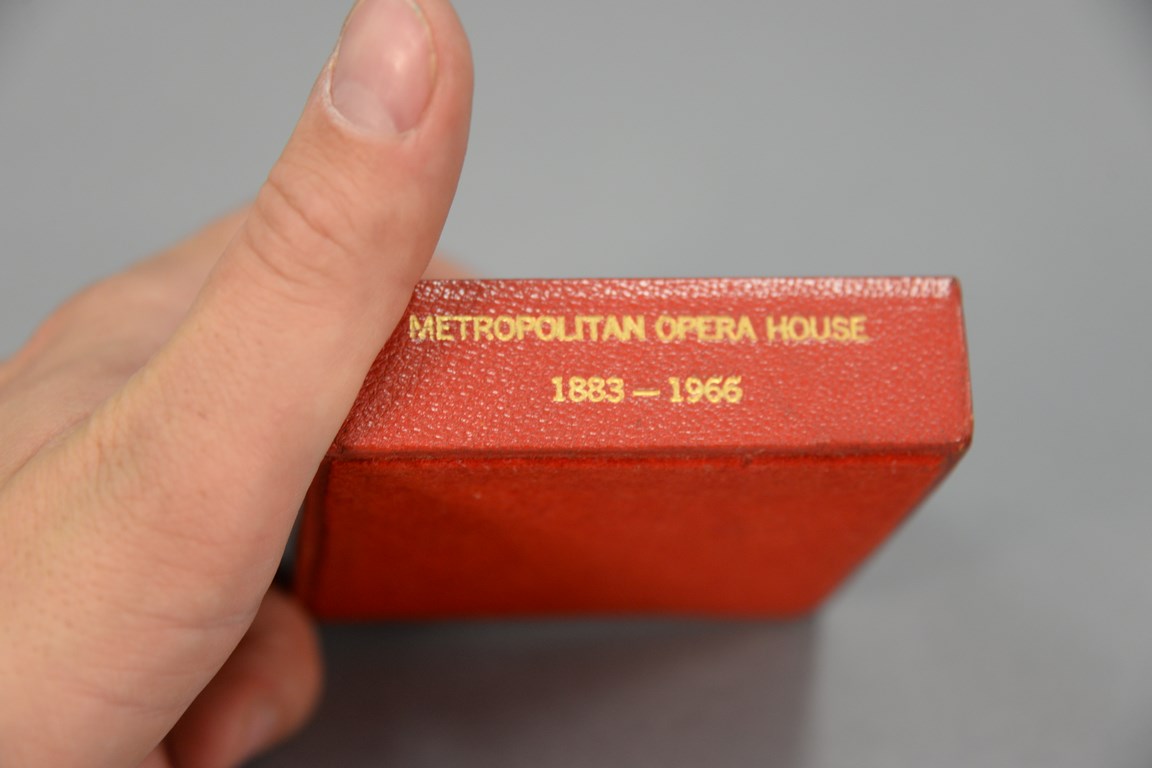 METROPOLITAN OPERA HOUSE
1883 – 1966